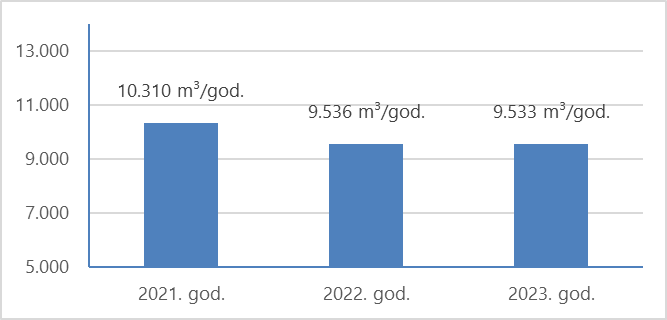 13.000
11.000
9.000
7.000
5.000
10.310 m³/god.
9.536 m³/god.
9.533 m³/god.
2021. god.
2022. god.
2023. god.